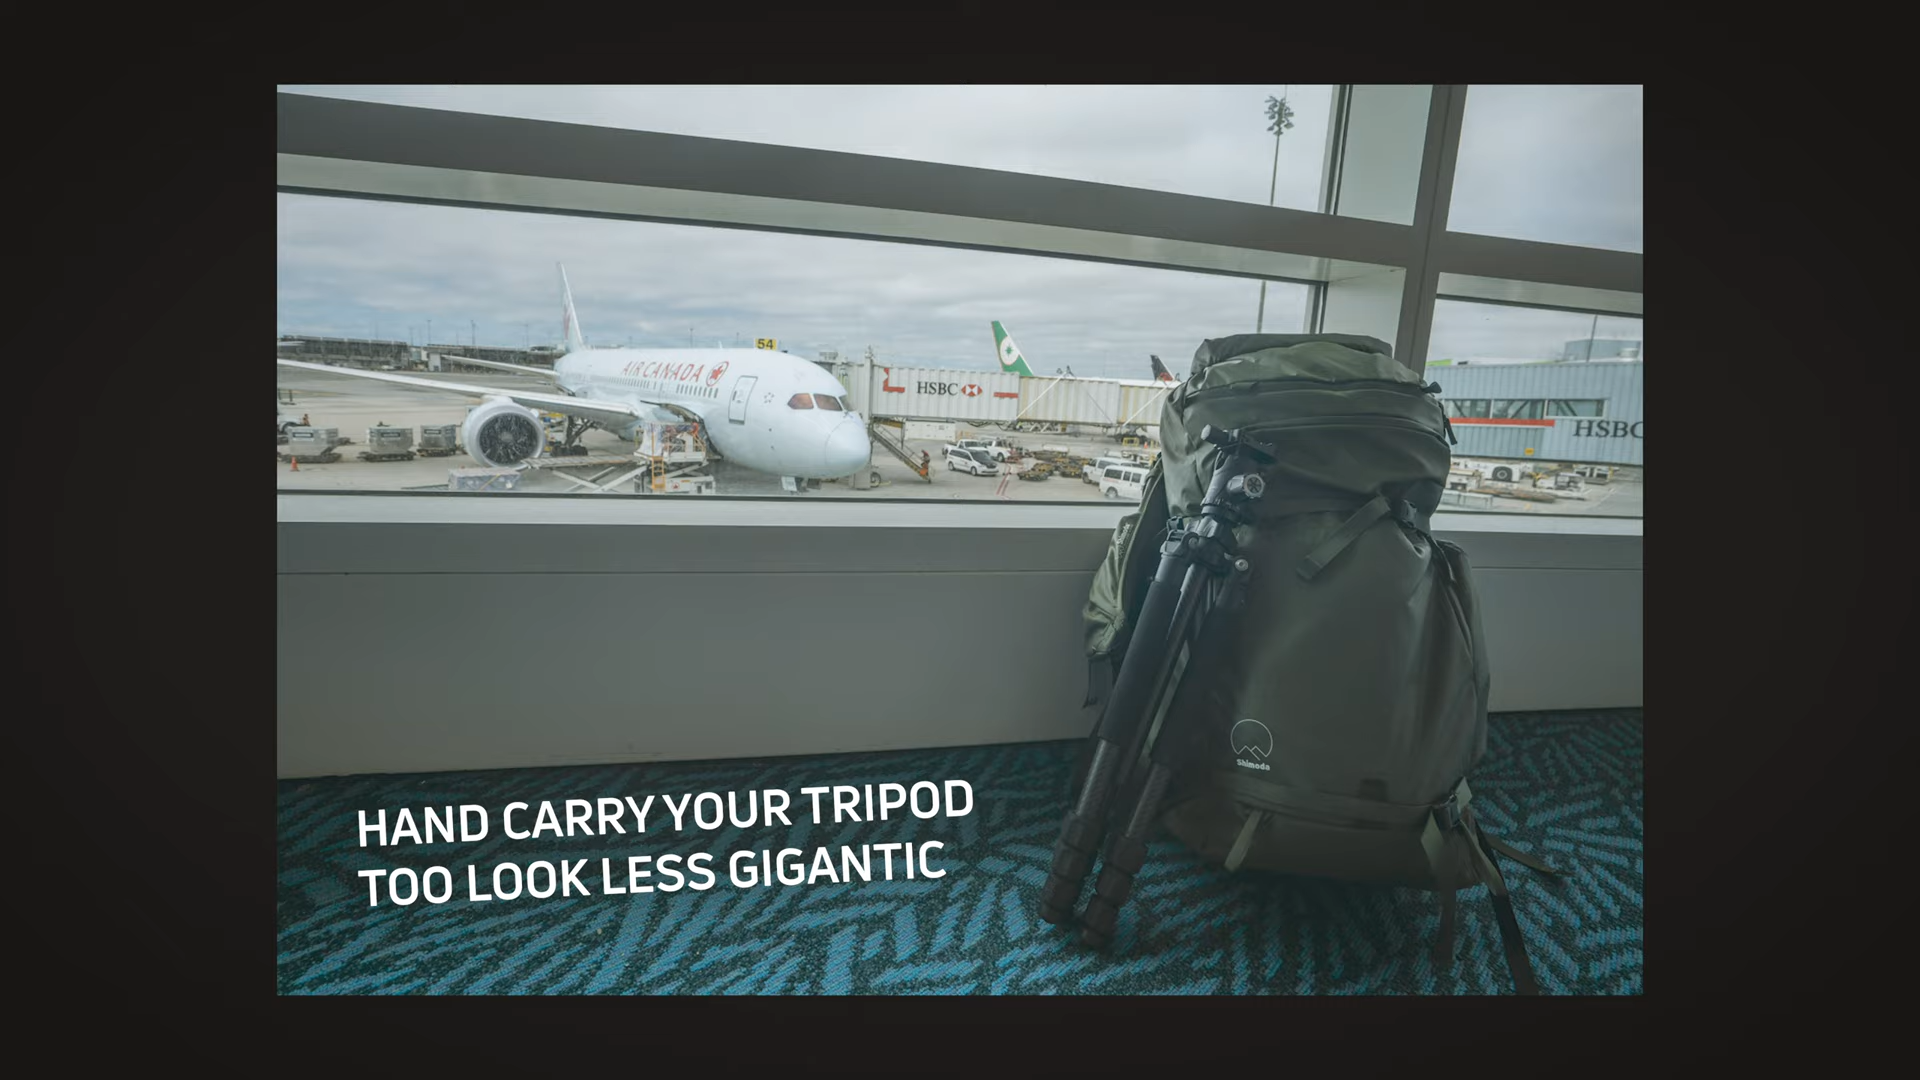 54
AIR CANADA
HSBC
HSBC
Shimoda
HAND CARRY YOUR TRIPOD
TOO LOOK LESS GIGANTIC